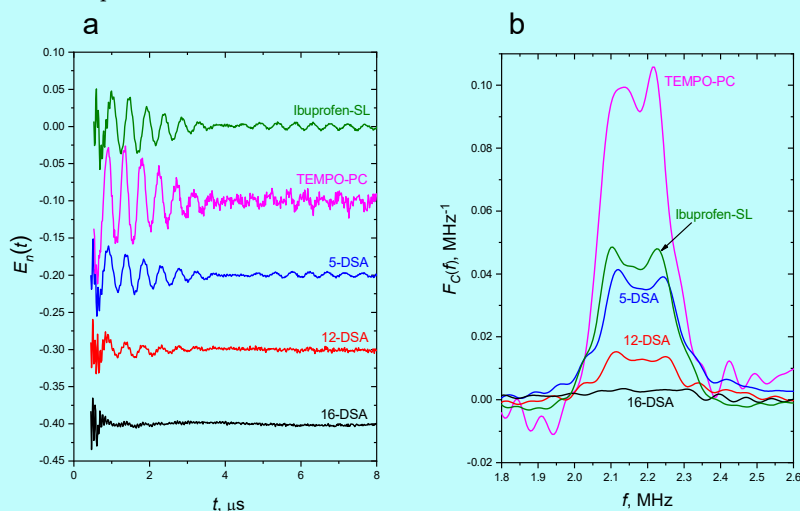 a
b
0.10
0.05
0.00
-0.05
-0.10
-0.15
-0.20
-0.25
-0.30
-0.35
-0.40
-0.45
E_n(t)
Ibuprofen-SL
TEMPO-PC
5-DSA
12-DSA
16-DSA
0 2 4 6 8
t, μs
0.10
0.08
0.06
0.04
0.02
0.00
-0.02
F_C(f), MHz⁻¹
TEMPO-PC
Ibuprofen-SL
5-DSA
12-DSA
16-DSA
1.8 1.9 2.0 2.1 2.2 2.3 2.4 2.5 2.6
f, MHz